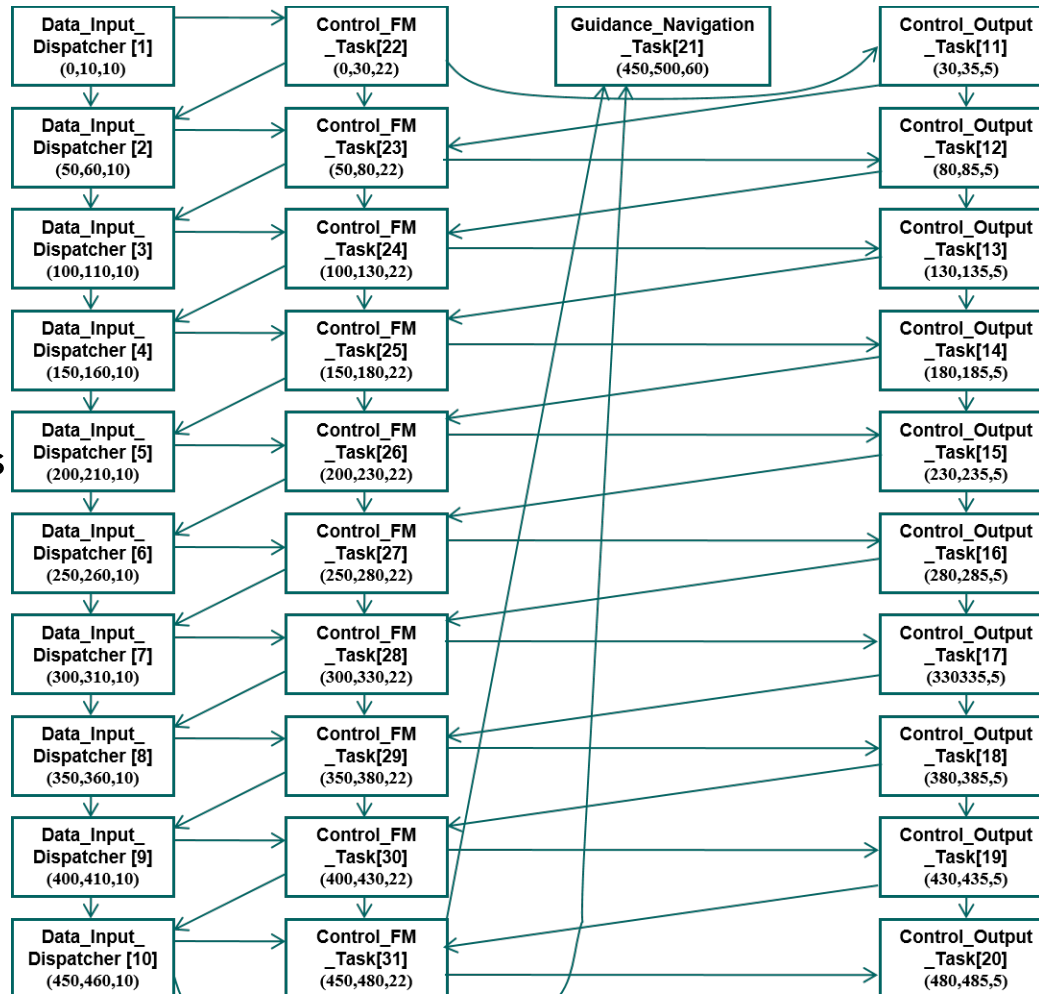 Data_Input_
Dispatcher [1]
(0,10,10)
Control_FM
_Task[22]
(0,30,22)
Guidance_Navigation
_Task[21]
(450,500,60)
Control_Output
_Task[11]
(30,35,5)
Data_Input_
Dispatcher [2]
(50,60,10)
Control_FM
_Task[23]
(50,80,22)
Control_Output
_Task[12]
(80,85,5)
Data_Input_
Dispatcher [3]
(100,110,10)
Control_FM
_Task[24]
(100,130,22)
Control_Output
_Task[13]
(130,135,5)
Data_Input_
Dispatcher [4]
(150,160,10)
Control_FM
_Task[25]
(150,180,22)
Control_Output
_Task[14]
(180,185,5)
Data_Input_
Dispatcher [5]
(200,210,10)
Control_FM
_Task[26]
(200,230,22)
Control_Output
_Task[15]
(230,235,5)
Data_Input_
Dispatcher [6]
(250,260,10)
Control_FM
_Task[27]
(250,280,22)
Control_Output
_Task[16]
(280,285,5)
Data_Input_
Dispatcher [7]
(300,310,10)
Control_FM
_Task[28]
(300,330,22)
Control_Output
_Task[17]
(330335,5)
Data_Input_
Dispatcher [8]
(350,360,10)
Control_FM
_Task[29]
(350,380,22)
Control_Output
_Task[18]
(380,385,5)
Data_Input_
Dispatcher [9]
(400,410,10)
Control_FM
_Task[30]
(400,430,22)
Control_Output
_Task[19]
(430,435,5)
Data_Input_
Dispatcher [10]
(450,460,10)
Control_FM
_Task[31]
(450,480,22)
Control_Output
_Task[20]
(480,485,5)